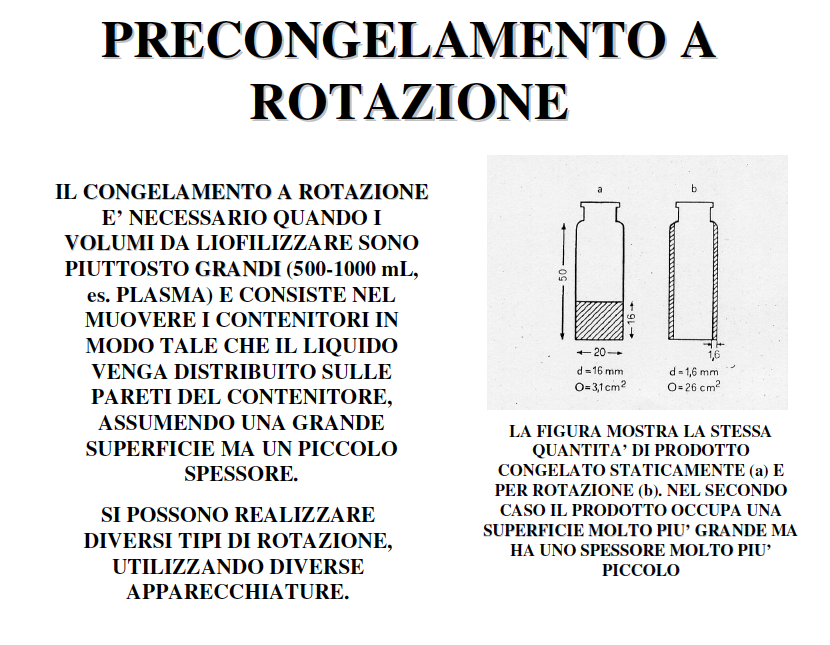 PRECONGELAMENTO A
ROTAZIONE
IL CONGELAMENTO A ROTAZIONE
E' NECESSARIO QUANDO I
VOLUMI DA LIOFILIZZARE SONO
PIUTTOSTO GRANDI (500-1000 mL,
es. PLASMA) E CONSISTE NEL
MUOVERE I CONTENITORI IN
MODO TALE CHE IL LIQUIDO
VENGA DISTRIBUITO SULLE
PARETI DEL CONTENITORE,
ASSUMENDO UNA GRANDE
SUPERFICIE MA UN PICCOLO
SPESSORE.
SI POSSONO REALIZZARE
DIVERSI TIPI DI ROTAZIONE,
UTILIZZANDO DIVERSE
APPARECCHIATURE.
a
b
50
16
20
1,6
d=16 mm
O=3,1 cm²
d=1,6 mm
O=26 cm²
LA FIGURA MOSTRA LA STESSA
QUANTITA' DI PRODOTTO
CONGELATO STATICAMENTE (a) E
PER ROTAZIONE (b). NEL SECONDO
CASO IL PRODOTTO OCCUPA UNA
SUPERFICIE MOLTO PIU' GRANDE MA
HA UNO SPESSORE MOLTO PIU'
PICCOLO